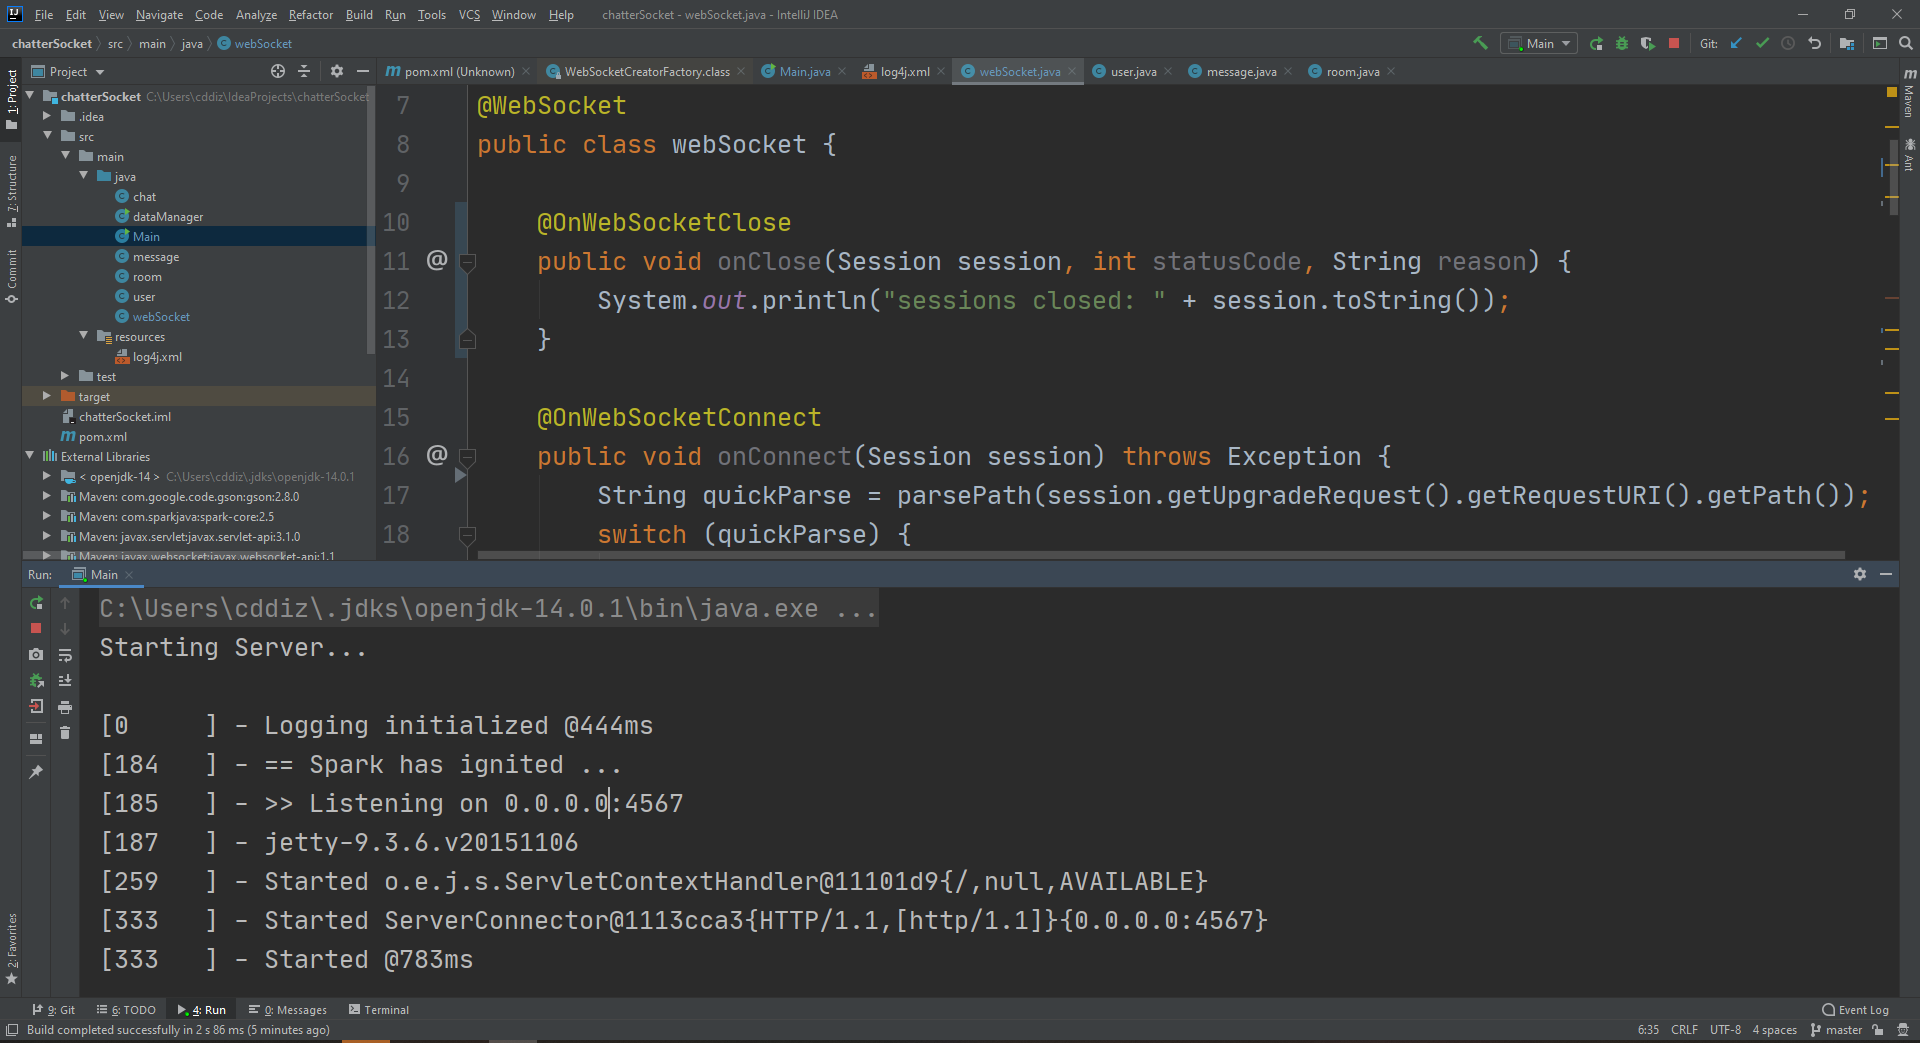 File Edit View Navigate Code Analyze Refactor Build Run Tools VCS Window Help chatterSocket - webSocket.java - IntelliJ IDEA
chatterSocket src main java webSocket Main Git:
Project
pom.xml (Unknown) WebSocketCreatorFactory.class Main.java log4j.xml webSocket.java user.java message.java room.java
1: Project
7: Structure
Commit
2: Favorites
Maven
Ant
chatterSocket C:\Users\cddiz\IdeaProjects\chatterSocket
.idea
src
main
java
chat
dataManager
Main
message
room
user
webSocket
resources
log4j.xml
test
target
chatterSocket.iml
pom.xml
External Libraries
< openjdk-14 > C:\Users\cddiz\.jdks\openjdk-14.0.1
Maven: com.google.code.gson:gson:2.8.0
Maven: com.sparkjava:spark-core:2.5
Maven: javax.servlet:javax.servlet-api:3.1.0
Maven: javax.websocket:javax.websocket-api:1.1
7 @WebSocket
8 public class webSocket {
9
10 @OnWebSocketClose
11 @ public void onClose(Session session, int statusCode, String reason) {
12 System.out.println("sessions closed: " + session.toString());
13 }
14
15 @OnWebSocketConnect
16 @ public void onConnect(Session session) throws Exception {
17 String quickParse = parsePath(session.getUpgradeRequest().getRequestURI().getPath());
18 switch (quickParse) {
Run: Main
C:\Users\cddiz\.jdks\openjdk-14.0.1\bin\java.exe ...
Starting Server...
[0 ] - Logging initialized @444ms
[184 ] - == Spark has ignited ...
[185 ] - >> Listening on 0.0.0.0:4567
[187 ] - jetty-9.3.6.v20151106
[259 ] - Started o.e.j.s.ServletContextHandler@11101d9{/,null,AVAILABLE}
[333 ] - Started ServerConnector@1113cca3{HTTP/1.1,[http/1.1]}{0.0.0.0:4567}
[333 ] - Started @783ms
9: Git 6: TODO 4: Run 0: Messages Terminal Event Log
Build completed successfully in 2 s 86 ms (5 minutes ago) 6:35 CRLF UTF-8 4 spaces master